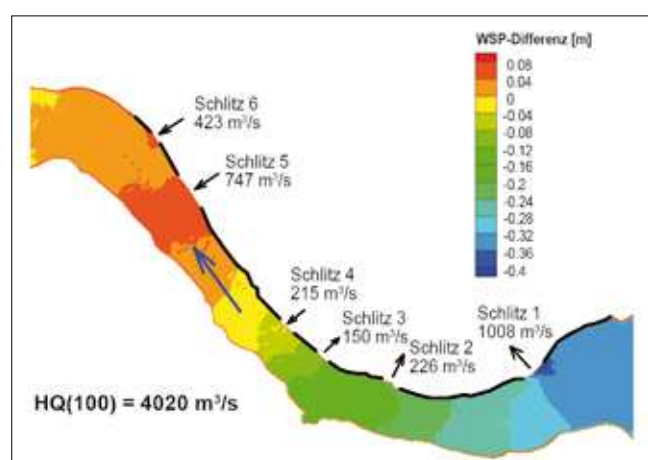 WSP-Differenz [m]
0.08
0.04
0
-0.04
-0.08
-0.12
-0.16
-0.2
-0.24
-0.28
-0.32
-0.36
-0.4
Schlitz 6
423 m³/s
Schlitz 5
747 m³/s
Schlitz 4
215 m³/s
Schlitz 3
150 m³/s
Schlitz 2
226 m³/s
Schlitz 1
1008 m³/s
HQ(100) = 4020 m³/s